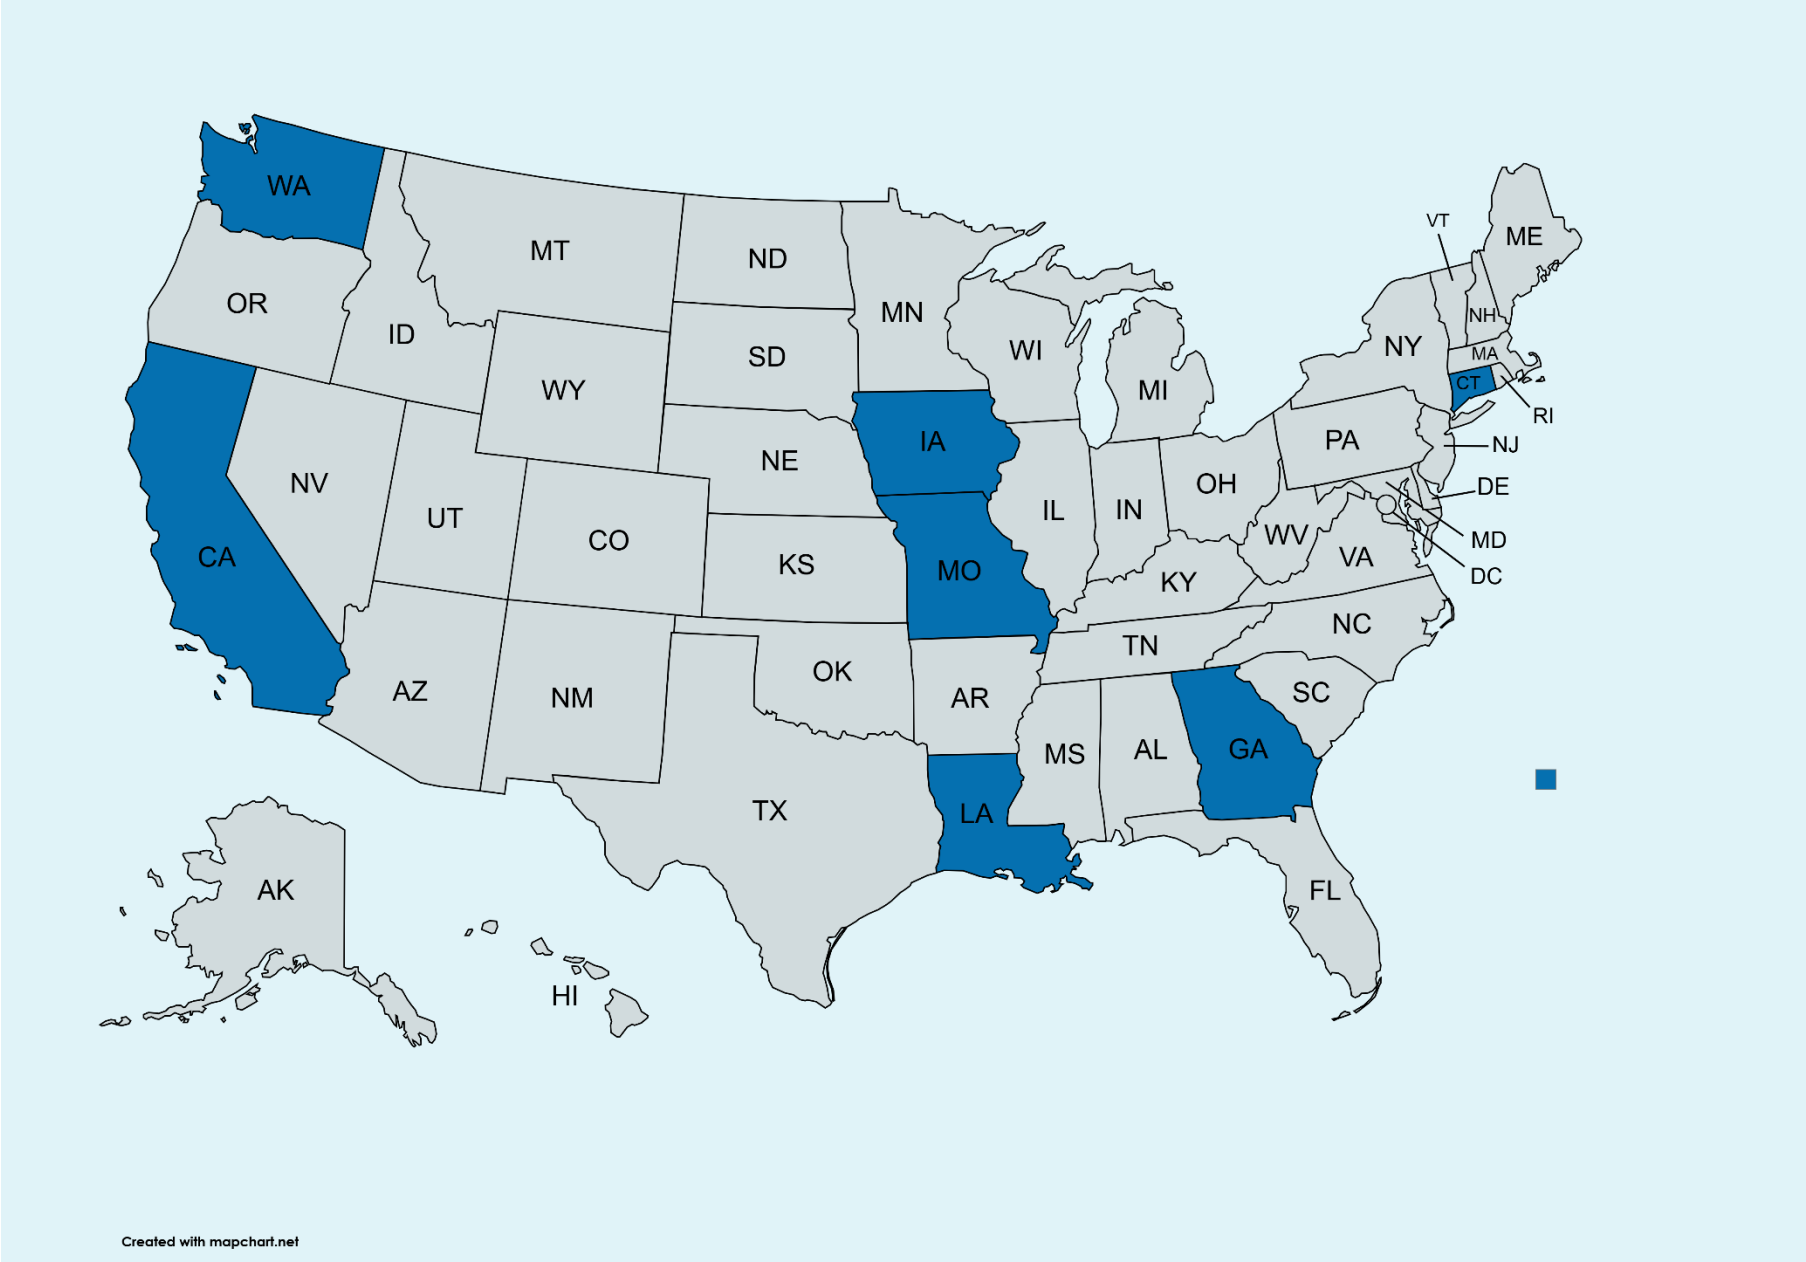 WA
MT
ND
MN
VT
ME
OR
ID
SD
WI
NH
NY
MA
WY
MI
CT
RI
IA
PA
NJ
NE
NV
OH
DE
UT
CO
IL
IN
WV
MD
CA
KS
MO
KY
VA
DC
TN
NC
AZ
NM
OK
AR
SC
MS
AL
GA
TX
LA
AK
FL
HI
Created with mapchart.net